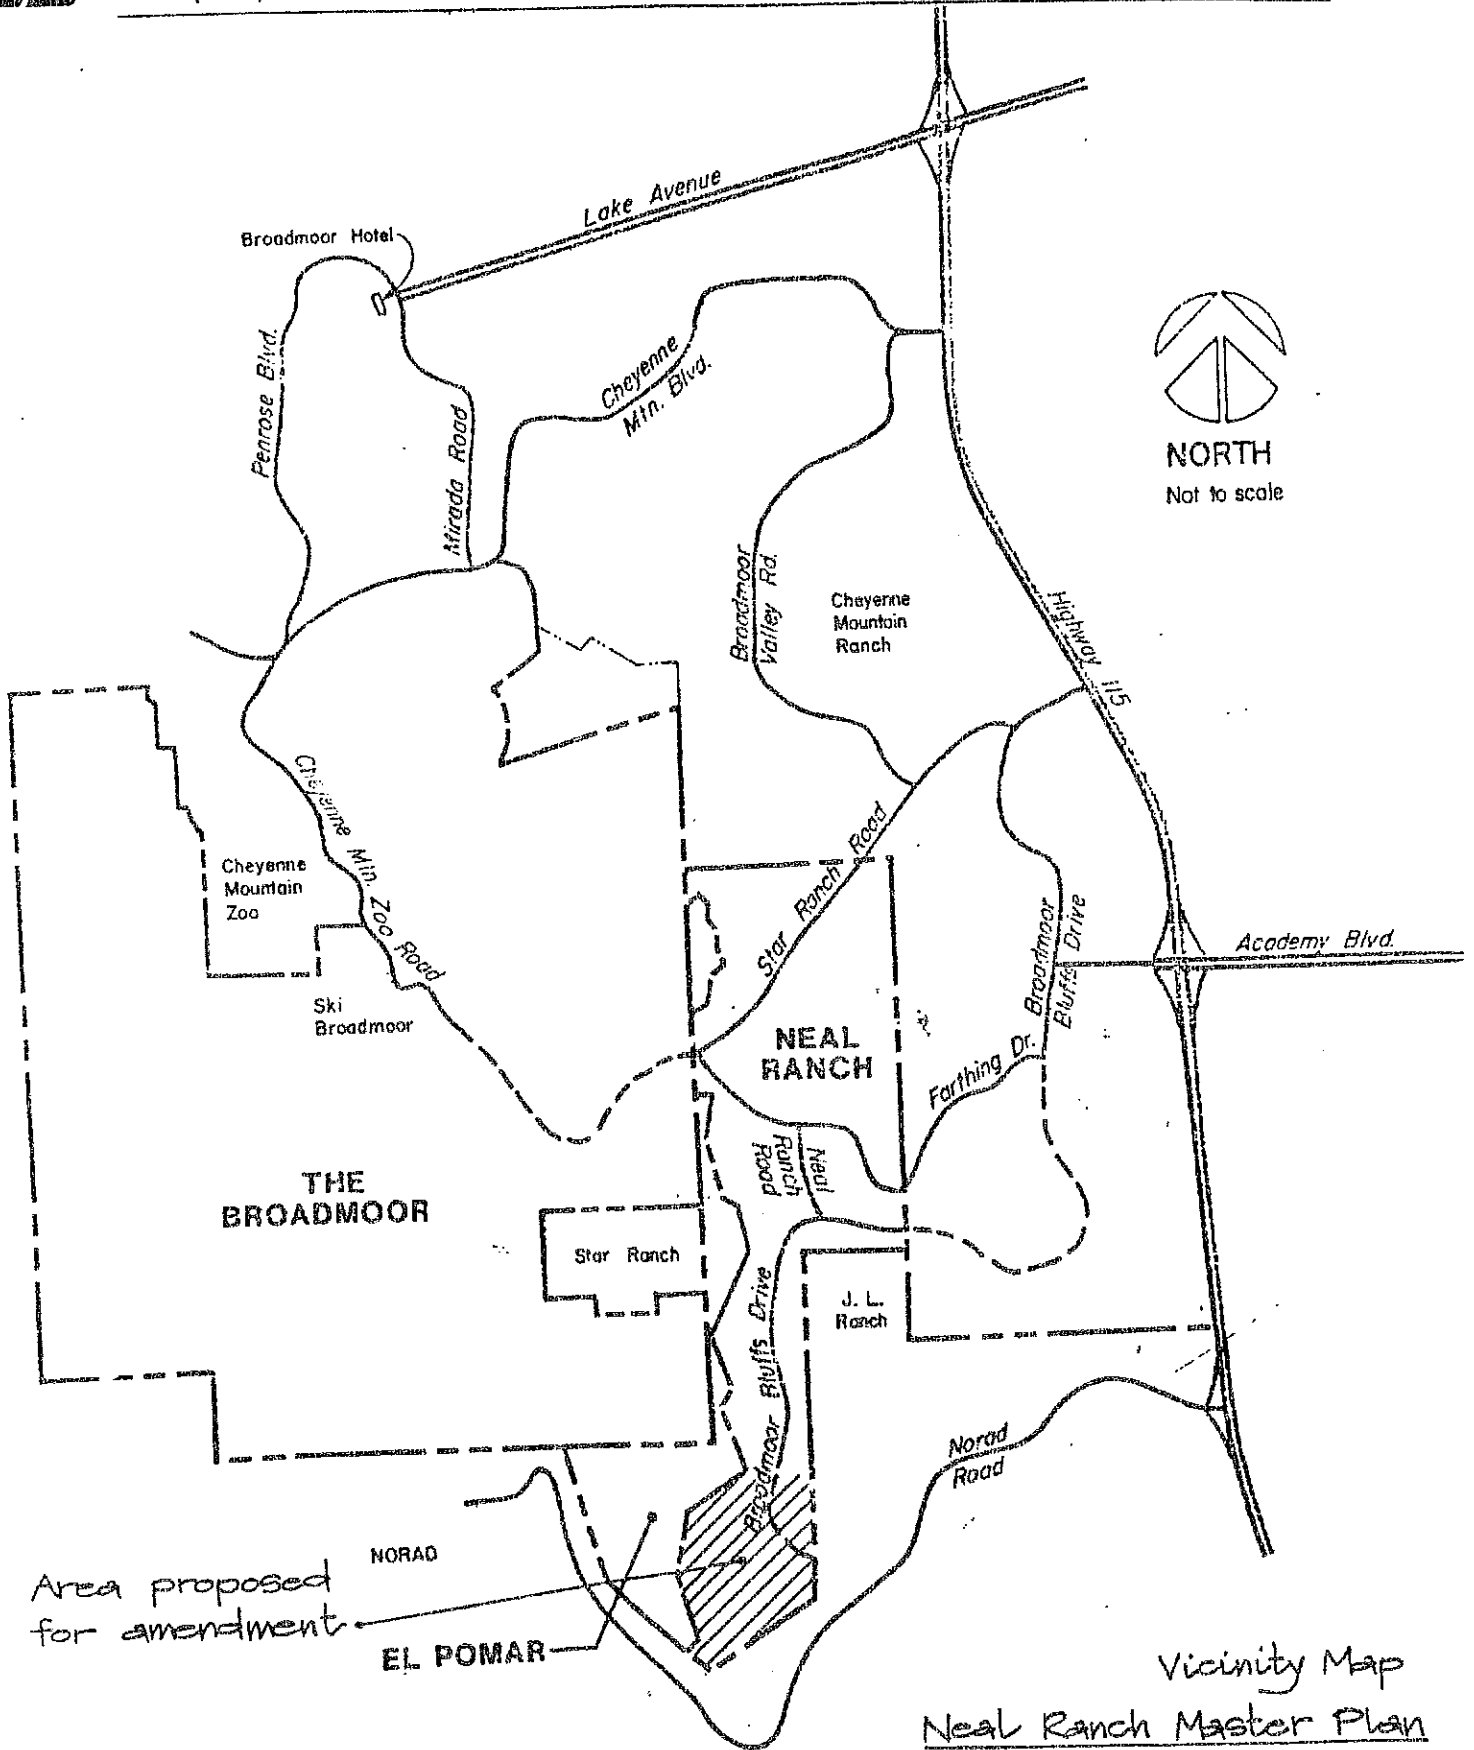 Lake Avenue
Broadmoor Hotel
Penrose Blvd.
Mirada Road
Cheyenne
Mtn. Blvd.
NORTH
Not to scale
Broadmoor
Valley Rd.
Cheyenne
Mountain
Ranch
Highway 115
Cheyenne Mtn. Zoo Road
Cheyenne
Mountain
Zoo
Star Ranch Road
Ski
Broadmoor
NEAL
RANCH
Broadmoor
Bluffs Drive
Academy Blvd.
Farthing Dr.
Neal
Ranch
Road
THE
BROADMOOR
Star Ranch
J. L.
Ranch
Broadmoor Bluffs Drive
Norad
Road
NORAD
Area proposed
for amendment
EL POMAR
Vicinity Map
Neal Ranch Master Plan